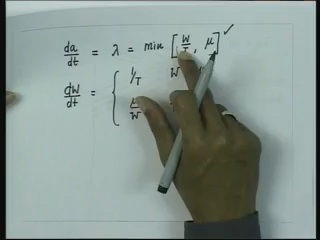 da/dt = λ = min [W/T, μ] ✓
dW/dt = { 1/T W
μ/W